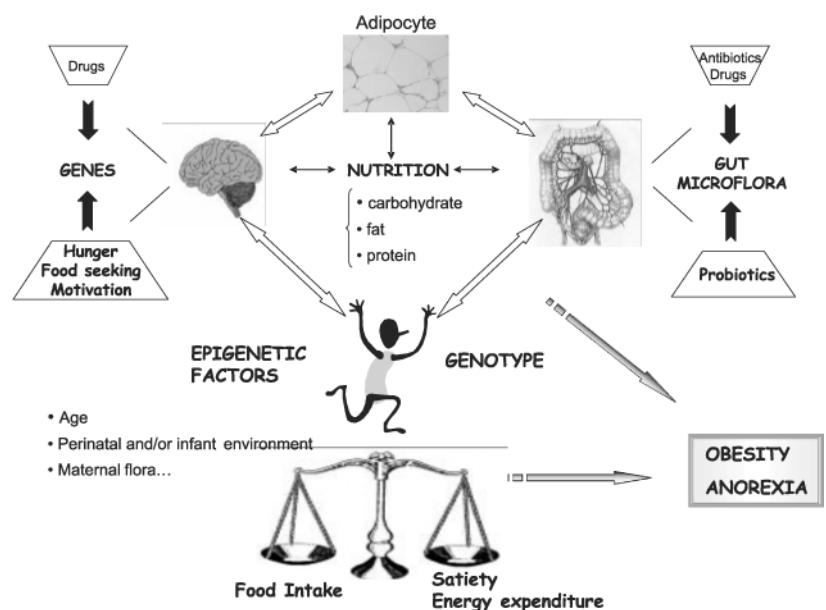 Adipocyte
Drugs
Antibiotics
Drugs
GENES
NUTRITION
GUT
MICROFLORA
• carbohydrate
• fat
• protein
Hunger
Food seeking
Motivation
Probiotics
EPIGENETIC
FACTORS
GENOTYPE
• Age
• Perinatal and/or infant environment
• Maternal flora...
OBESITY
ANOREXIA
Food Intake
Satiety
Energy expenditure